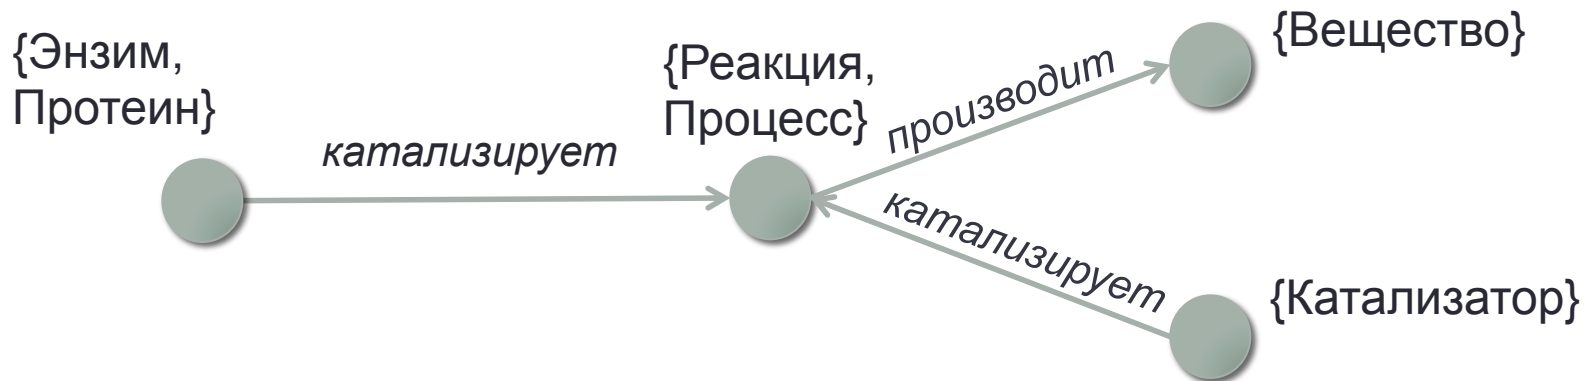 {Энзим,
Протеин}
катализирует
{Реакция,
Процесс}
производит
{Вещество}
катализирует
{Катализатор}